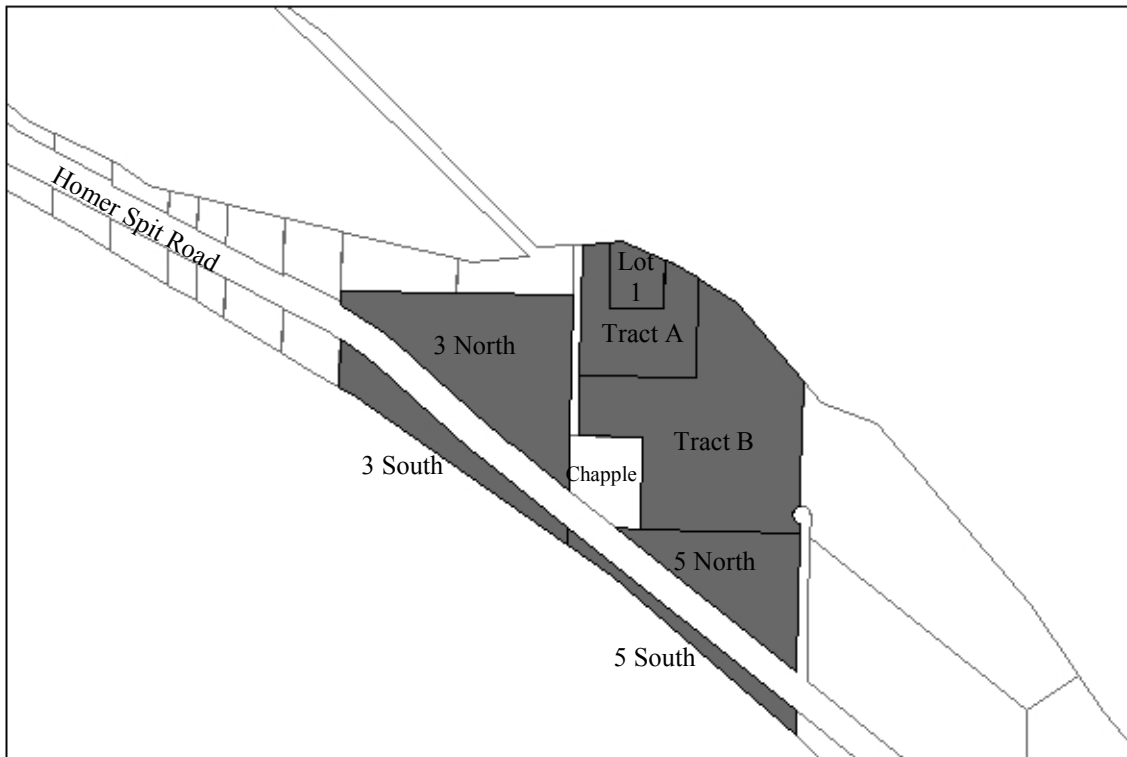 Homer Spit Road
Lot
1
3 North
Tract A
Tract B
3 South
Chapple
5 North
5 South